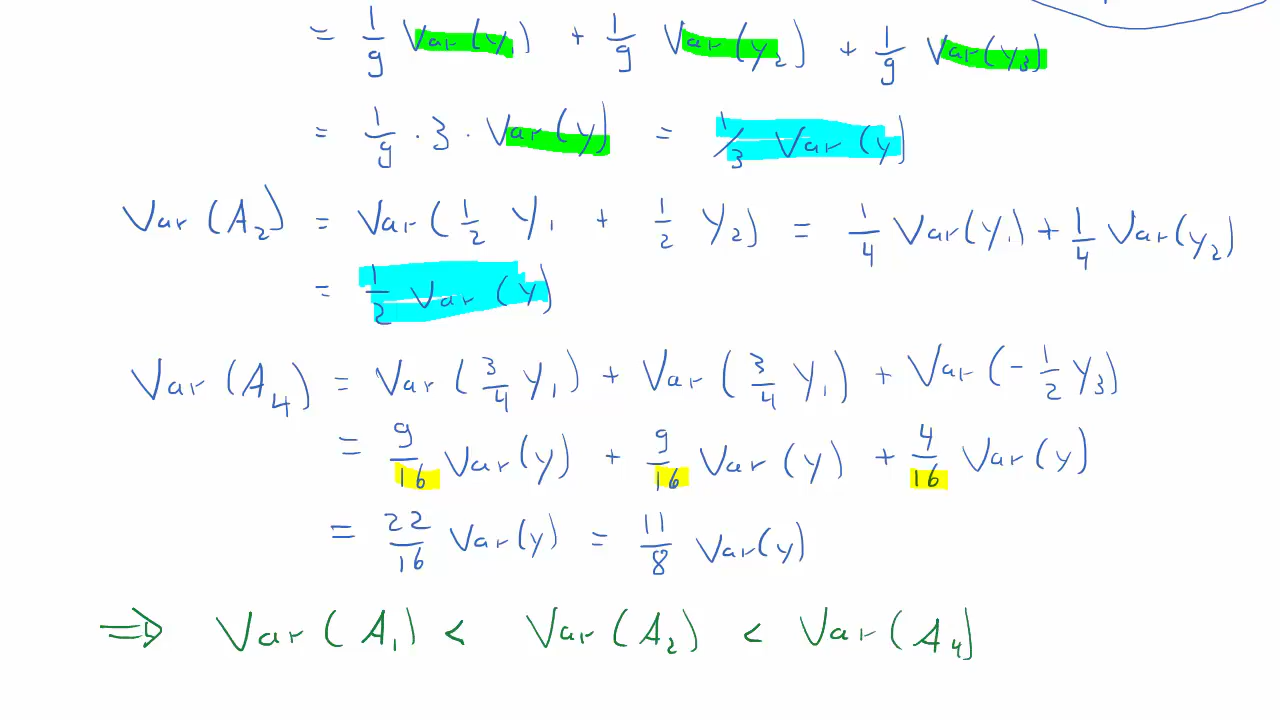 = 1/9 Var(y₁) + 1/9 Var(y₂) + 1/9 Var(y₃)
= 1/9 · 3 · Var(y) = 1/3 Var(y)
Var(A₂) = Var(1/2 y₁ + 1/2 y₂) = 1/4 Var(y₁) + 1/4 Var(y₂)
= 1/2 Var(y)
Var(A₄) = Var(3/4 y₁) + Var(3/4 y₁) + Var(-1/2 y₃)
= 9/16 Var(y) + 9/16 Var(y) + 4/16 Var(y)
= 22/16 Var(y) = 11/8 Var(y)
⇒ Var(A₁) < Var(A₂) < Var(A₄)